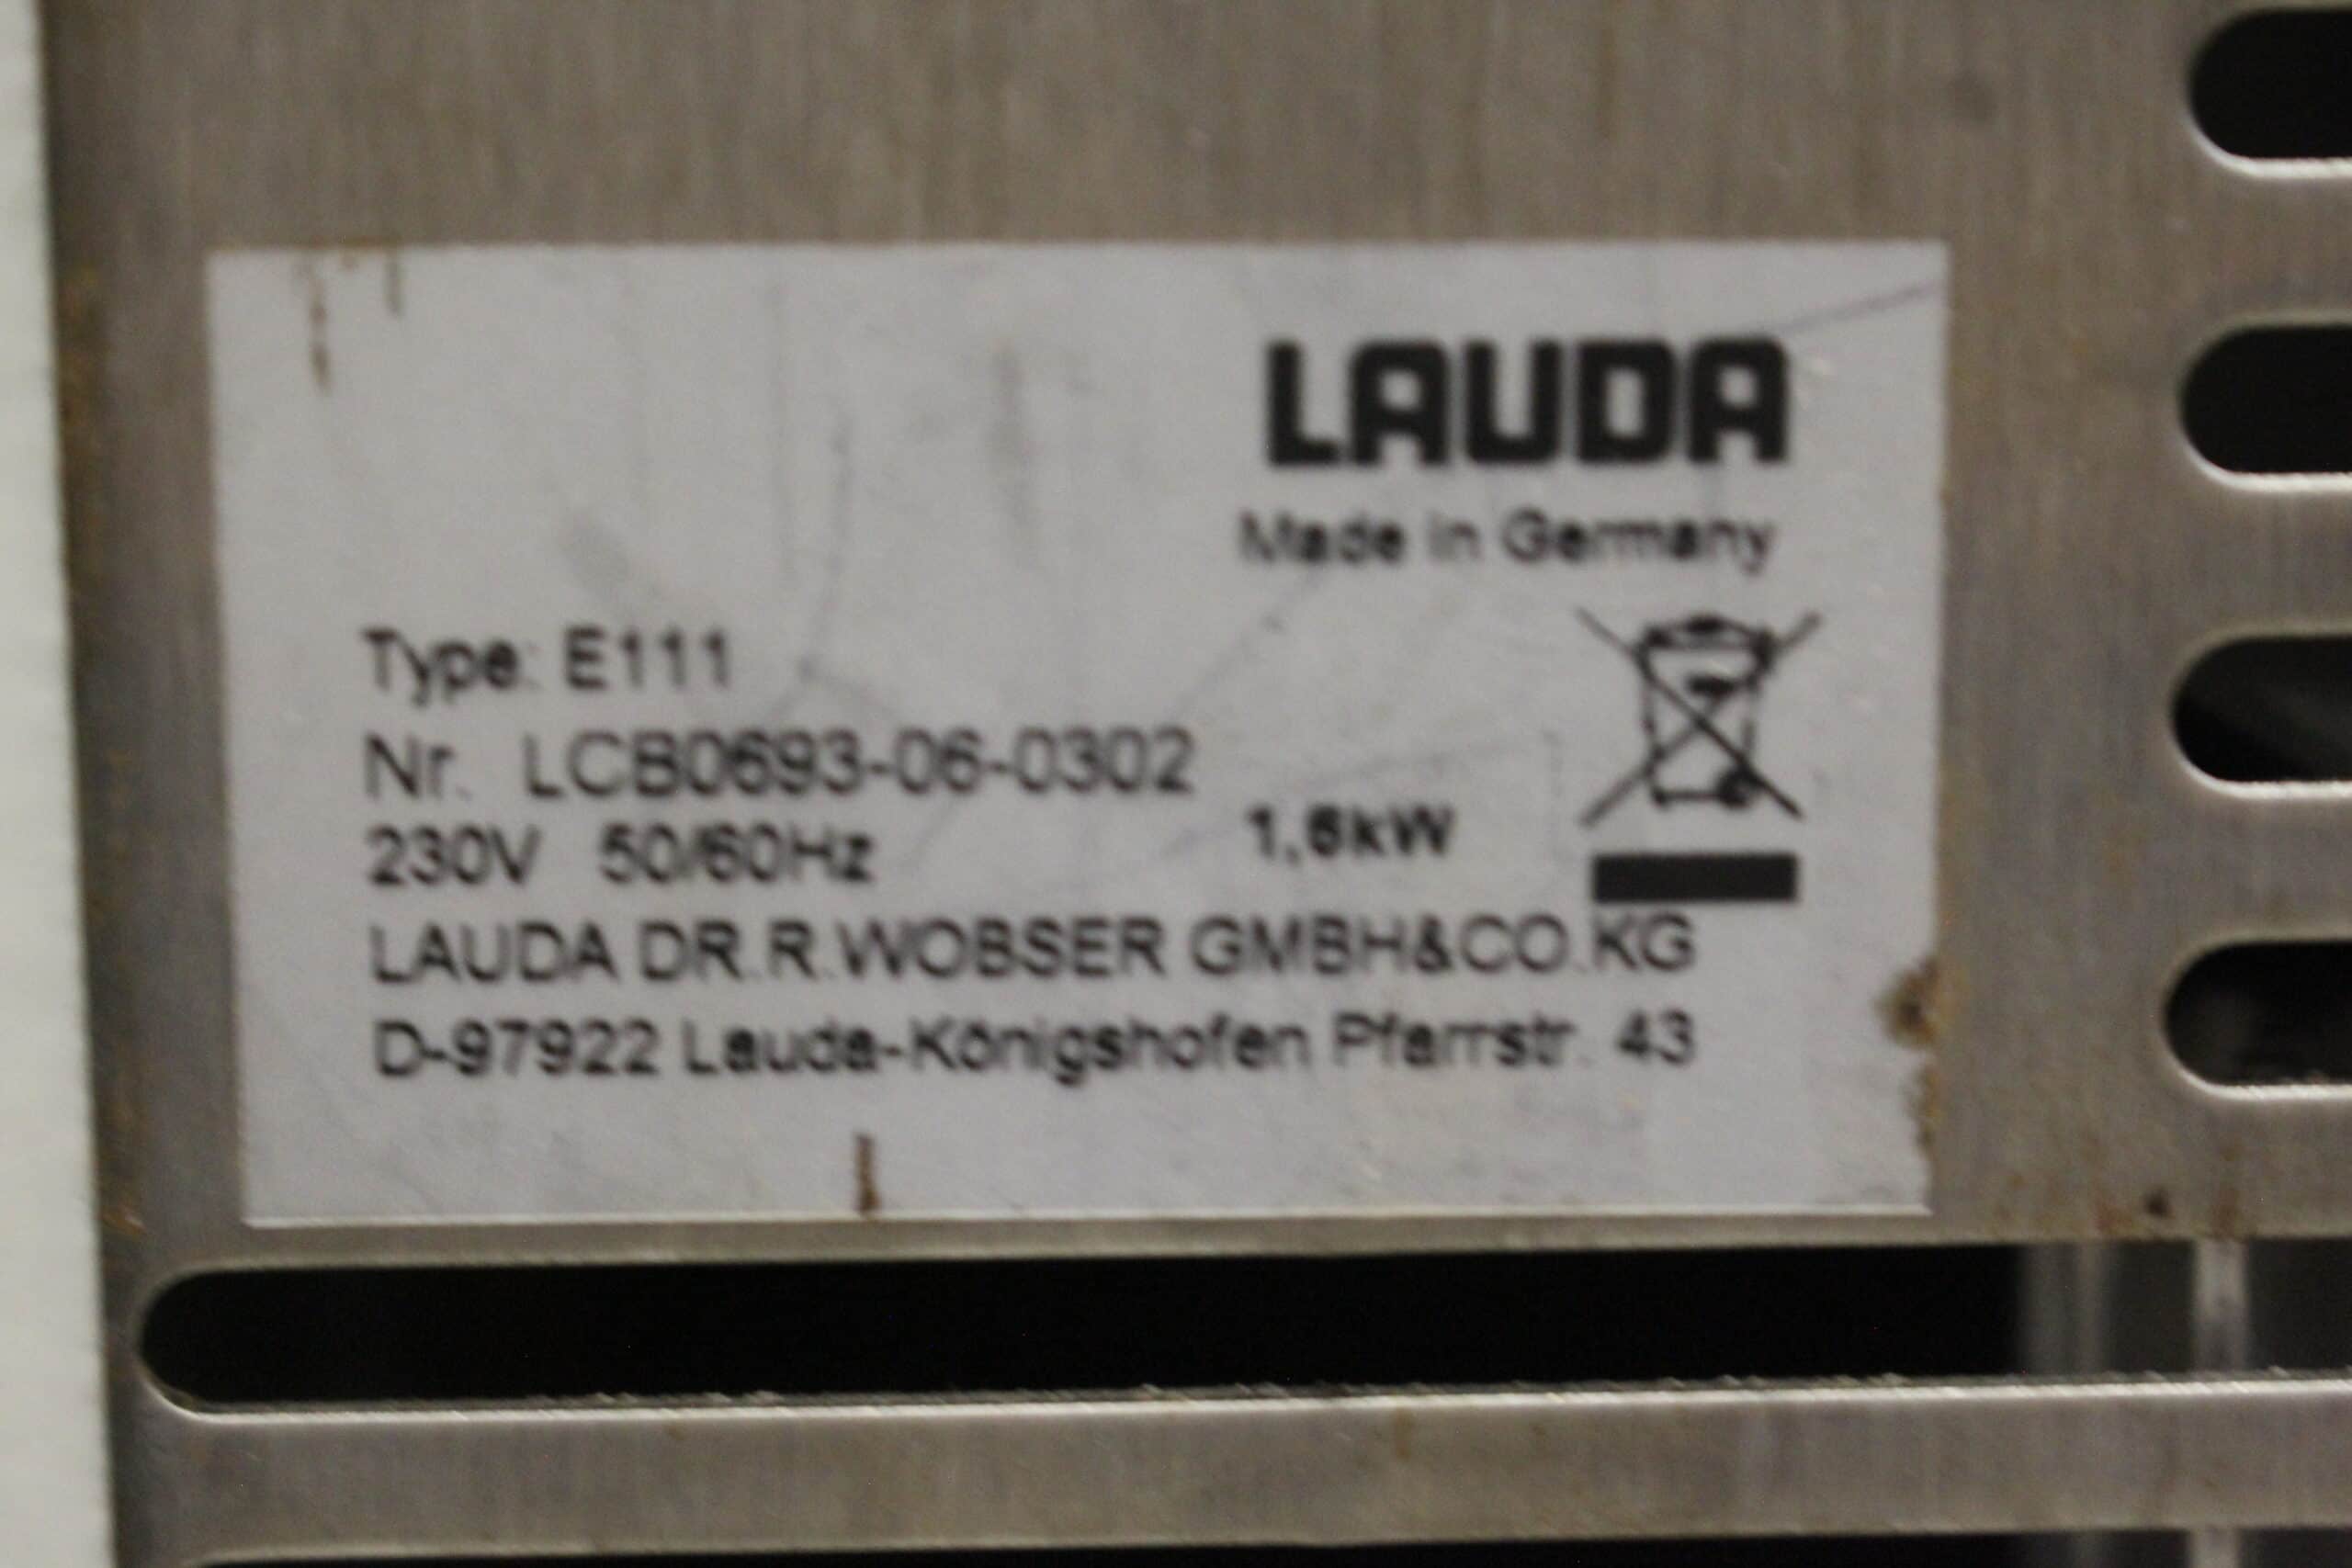 LAUDA
Made in Germany
Type: E111
Nr. LCB0693-06-0302
230V 50/60Hz 1,6kW
LAUDA DR.R.WOBSER GMBH&CO.KG
D-97922 Lauda-Königshofen Pfarrstr. 43